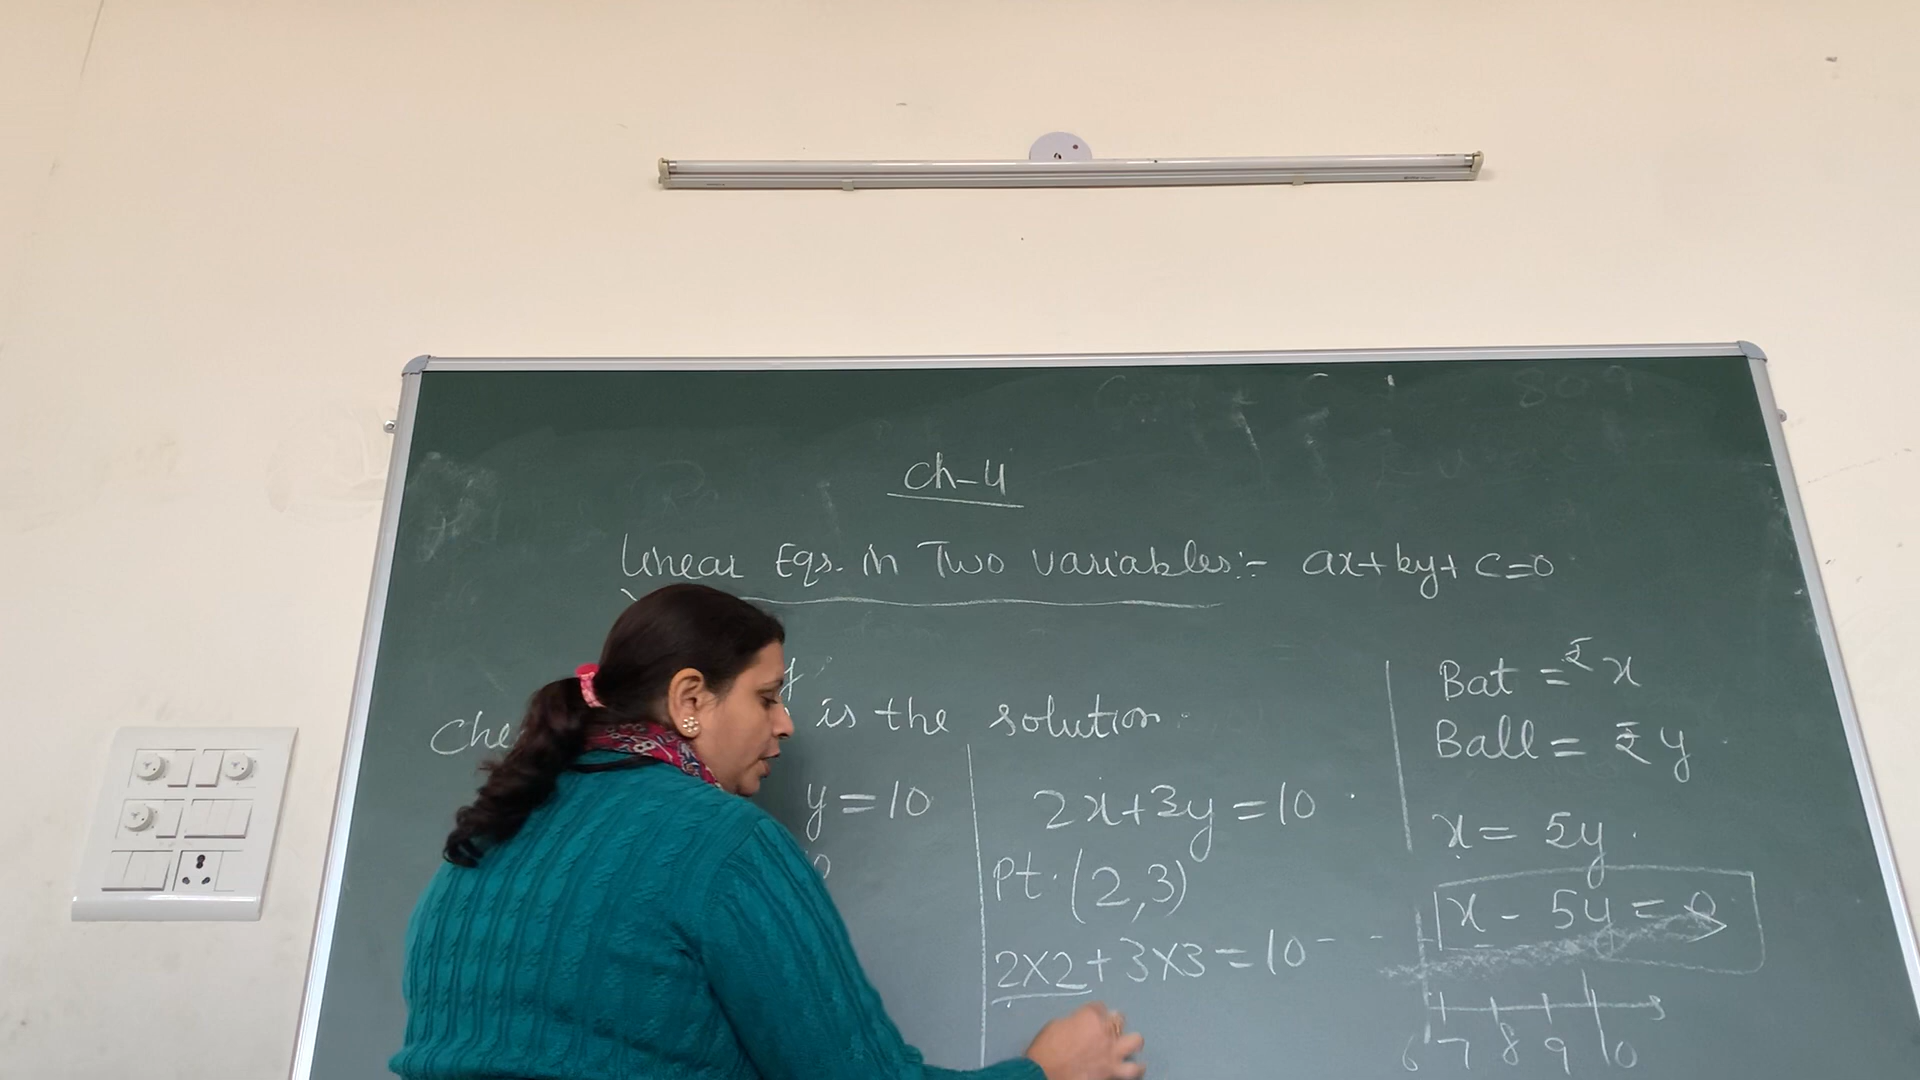 ch-4
Linear Eqs. in Two variables:- ax+by+c=0
Che
is the solution.
y=10
2x+3y=10
Pt. (2,3)
2x2+3x3=10
Bat = ₹ x
Ball = ₹ y
x= 5y.
x - 5y = 0
6 7 8 9 10